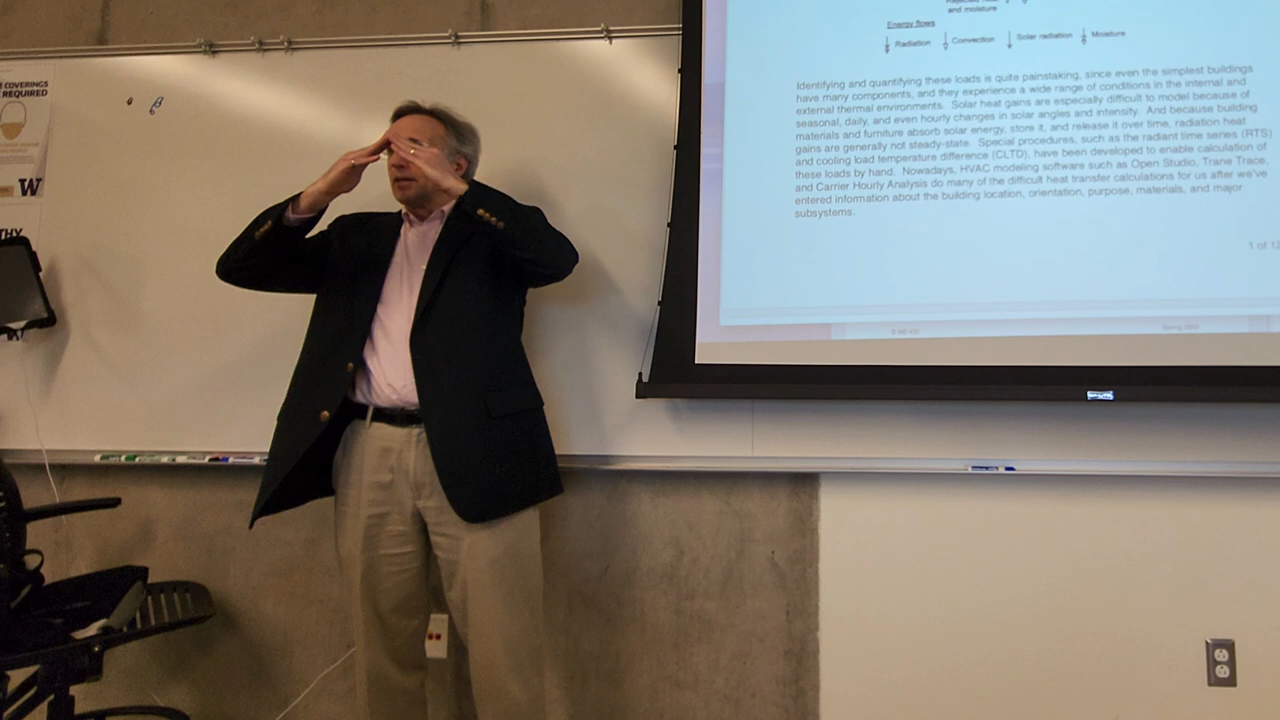 E COVERINGS
REQUIRED
W
THY
and moisture
Energy flows
Radiation Convection Solar radiation Moisture
Identifying and quantifying these loads is quite painstaking, since even the simplest buildings
have many components, and they experience a wide range of conditions in the internal and
external thermal environments. Solar heat gains are especially difficult to model because of
seasonal, daily, and even hourly changes in solar angles and intensity. And because building
materials and furniture absorb solar energy, store it, and release it over time, radiation heat
gains are generally not steady-state. Special procedures, such as the radiant time series (RTS)
and cooling load temperature difference (CLTD), have been developed to enable calculation of
these loads by hand. Nowadays, HVAC modeling software such as Open Studio, Trane Trace,
and Carrier Hourly Analysis do many of the difficult heat transfer calculations for us after we've
entered information about the building location, orientation, purpose, materials, and major
subsystems.
1 of 12